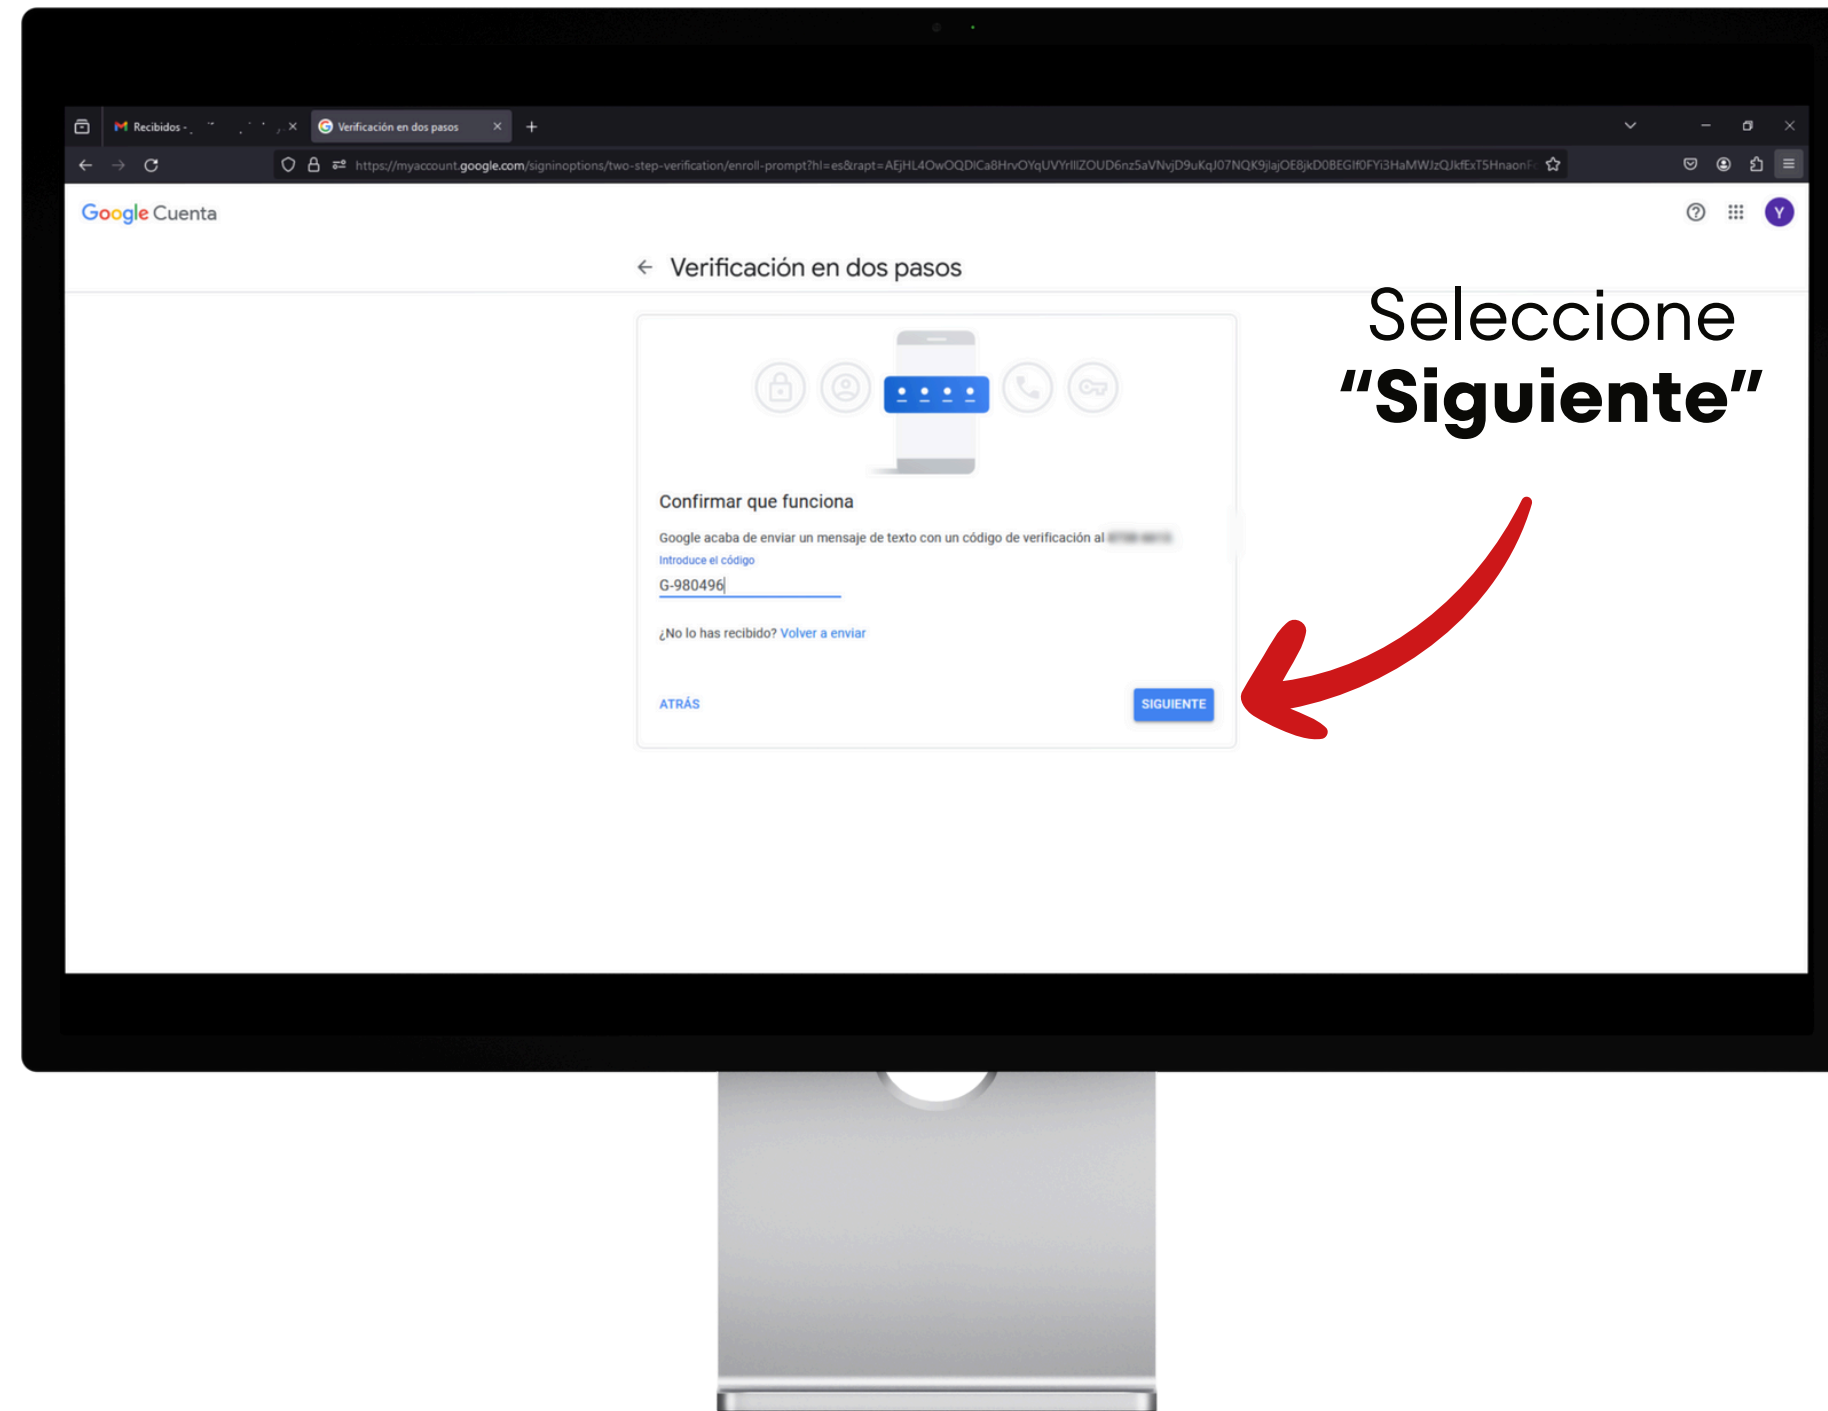 Recibidos -
Verificación en dos pasos
Google Cuenta
Y
Verificación en dos pasos
Seleccione
“Siguiente”
Confirmar que funciona
Google acaba de enviar un mensaje de texto con un código de verificación al
Introduce el código
G-980496
¿No lo has recibido? Volver a enviar
ATRÁS
SIGUIENTE